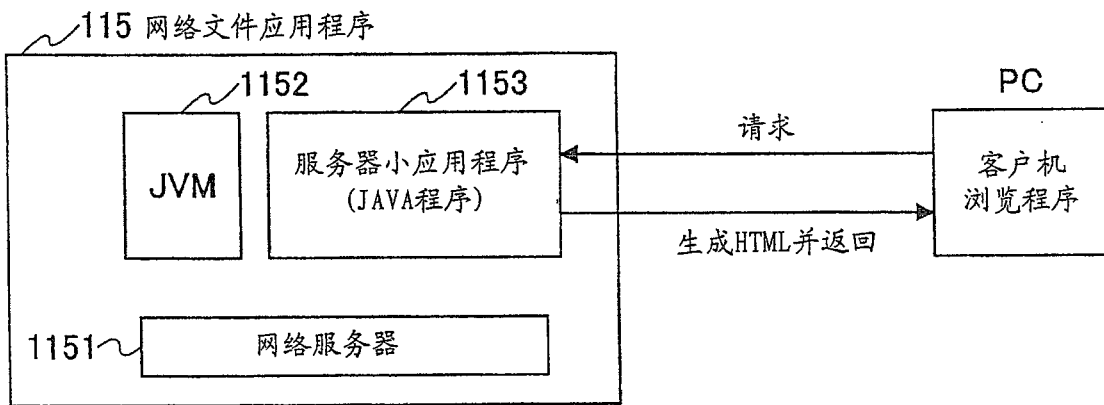 115 网络文件应用程序
1152
1153
PC
JVM
服务器小应用程序
(JAVA程序)
请求
生成HTML并返回
客户机
浏览程序
1151
网络服务器